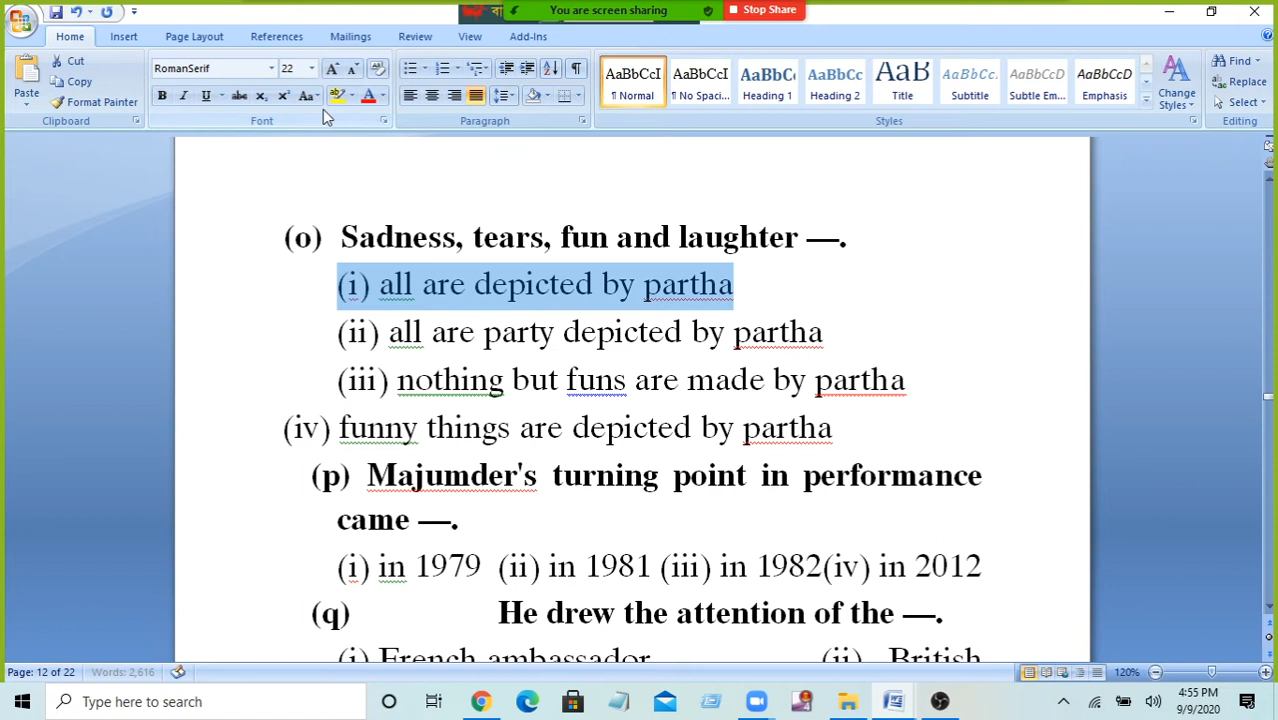 You are screen sharing
Stop Share
Home Insert Page Layout References Mailings Review View Add-Ins
Cut
Copy
Format Painter
Paste
Clipboard
RomanSerif 22
Font
Paragraph
AaBbCcI AaBbCcI AaBbC AaBbCc AaB AaBbCcL AaBbCcD AaBbCcD
¶ Normal ¶ No Spaci... Heading 1 Heading 2 Title Subtitle Subtle Em... Emphasis
Change Styles
Styles
Find
Replace
Select
Editing
(o) Sadness, tears, fun and laughter —.
(i) all are depicted by partha
(ii) all are party depicted by partha
(iii) nothing but funs are made by partha
(iv) funny things are depicted by partha
(p) Majumder's turning point in performance
came —.
(i) in 1979 (ii) in 1981 (iii) in 1982(iv) in 2012
(q) He drew the attention of the —.
(i) French ambassador (ii) British
Page: 12 of 22 Words: 2,616 120%
Type here to search
4:55 PM
9/9/2020